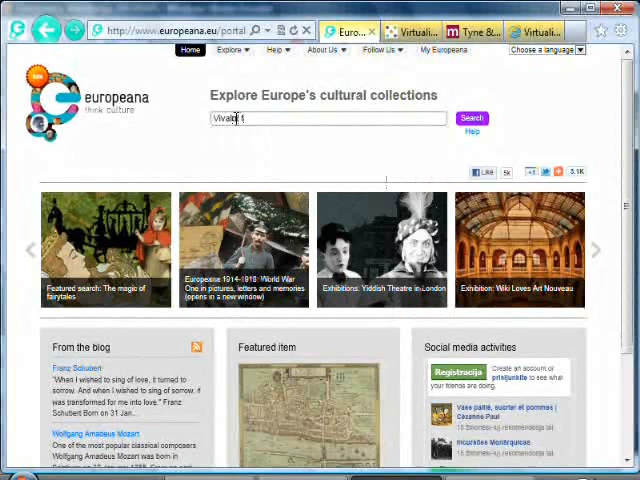 http://www.europeana.eu/portal
Euro...
Virtuali...
Tyne &...
Virtuali...
Home
Explore
Help
About Us
Follow Us
My Europeana
Choose a language
europeana
think culture
Explore Europe's cultural collections
Search
Help
LIKE
5k
+1
3.1K
Featured search: The magic of
fairytales
Europeana 1914-1918: World War
One in pictures, letters and memories
(opens in a new window)
Exhibitions: Yiddish Theatre in London
Exhibition: Wiki Loves Art Nouveau
From the blog
Franz Schubert
"When I wished to sing of love, it turned to
sorrow. And when I wished to sing of sorrow, it
was transformed for me into love." Franz
Schubert Born on 31 Jan...
Wolfgang Amadeus Mozart
One of the most popular classical composers
Wolfgang Amadeus Mozart was born in
Featured item
Social media activities
Registracija
Create an account or
prisijunkite to see what
your friends are doing.
Vase paillé, sucrier et pommes |
Cézanne Paul
Incursões Monárquicas